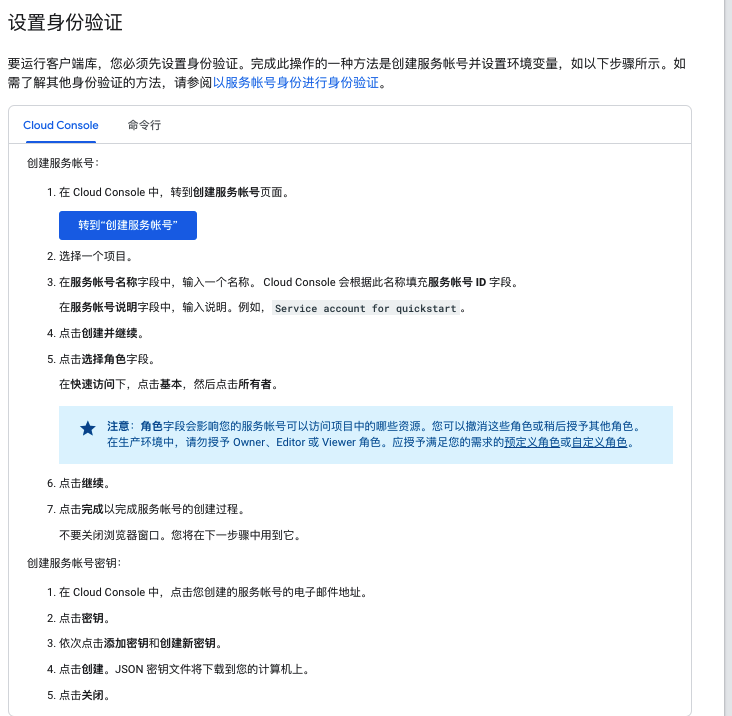 设置身份验证
要运行客户端库，您必须先设置身份验证。完成此操作的一种方法是创建服务帐号并设置环境变量，如以下步骤所示。如
需了解其他身份验证的方法，请参阅以服务帐号身份进行身份验证。
Cloud Console 命令行
创建服务帐号：
1. 在 Cloud Console 中，转到创建服务帐号页面。
转到“创建服务帐号”
2. 选择一个项目。
3. 在服务帐号名称字段中，输入一个名称。Cloud Console 会根据此名称填充服务帐号 ID 字段。
在服务帐号说明字段中，输入说明。例如，Service account for quickstart。
4. 点击创建并继续。
5. 点击选择角色字段。
在快速访问下，点击基本，然后点击所有者。
注意：角色字段会影响您的服务帐号可以访问项目中的哪些资源。您可以撤消这些角色或稍后授予其他角色。
在生产环境中，请勿授予 Owner、Editor 或 Viewer 角色。应授予满足您的需求的预定义角色或自定义角色。
6. 点击继续。
7. 点击完成以完成服务帐号的创建过程。
不要关闭浏览器窗口。您将在下一步骤中用到它。
创建服务帐号密钥：
1. 在 Cloud Console 中，点击您创建的服务帐号的电子邮件地址。
2. 点击密钥。
3. 依次点击添加密钥和创建新密钥。
4. 点击创建。JSON 密钥文件将下载到您的计算机上。
5. 点击关闭。